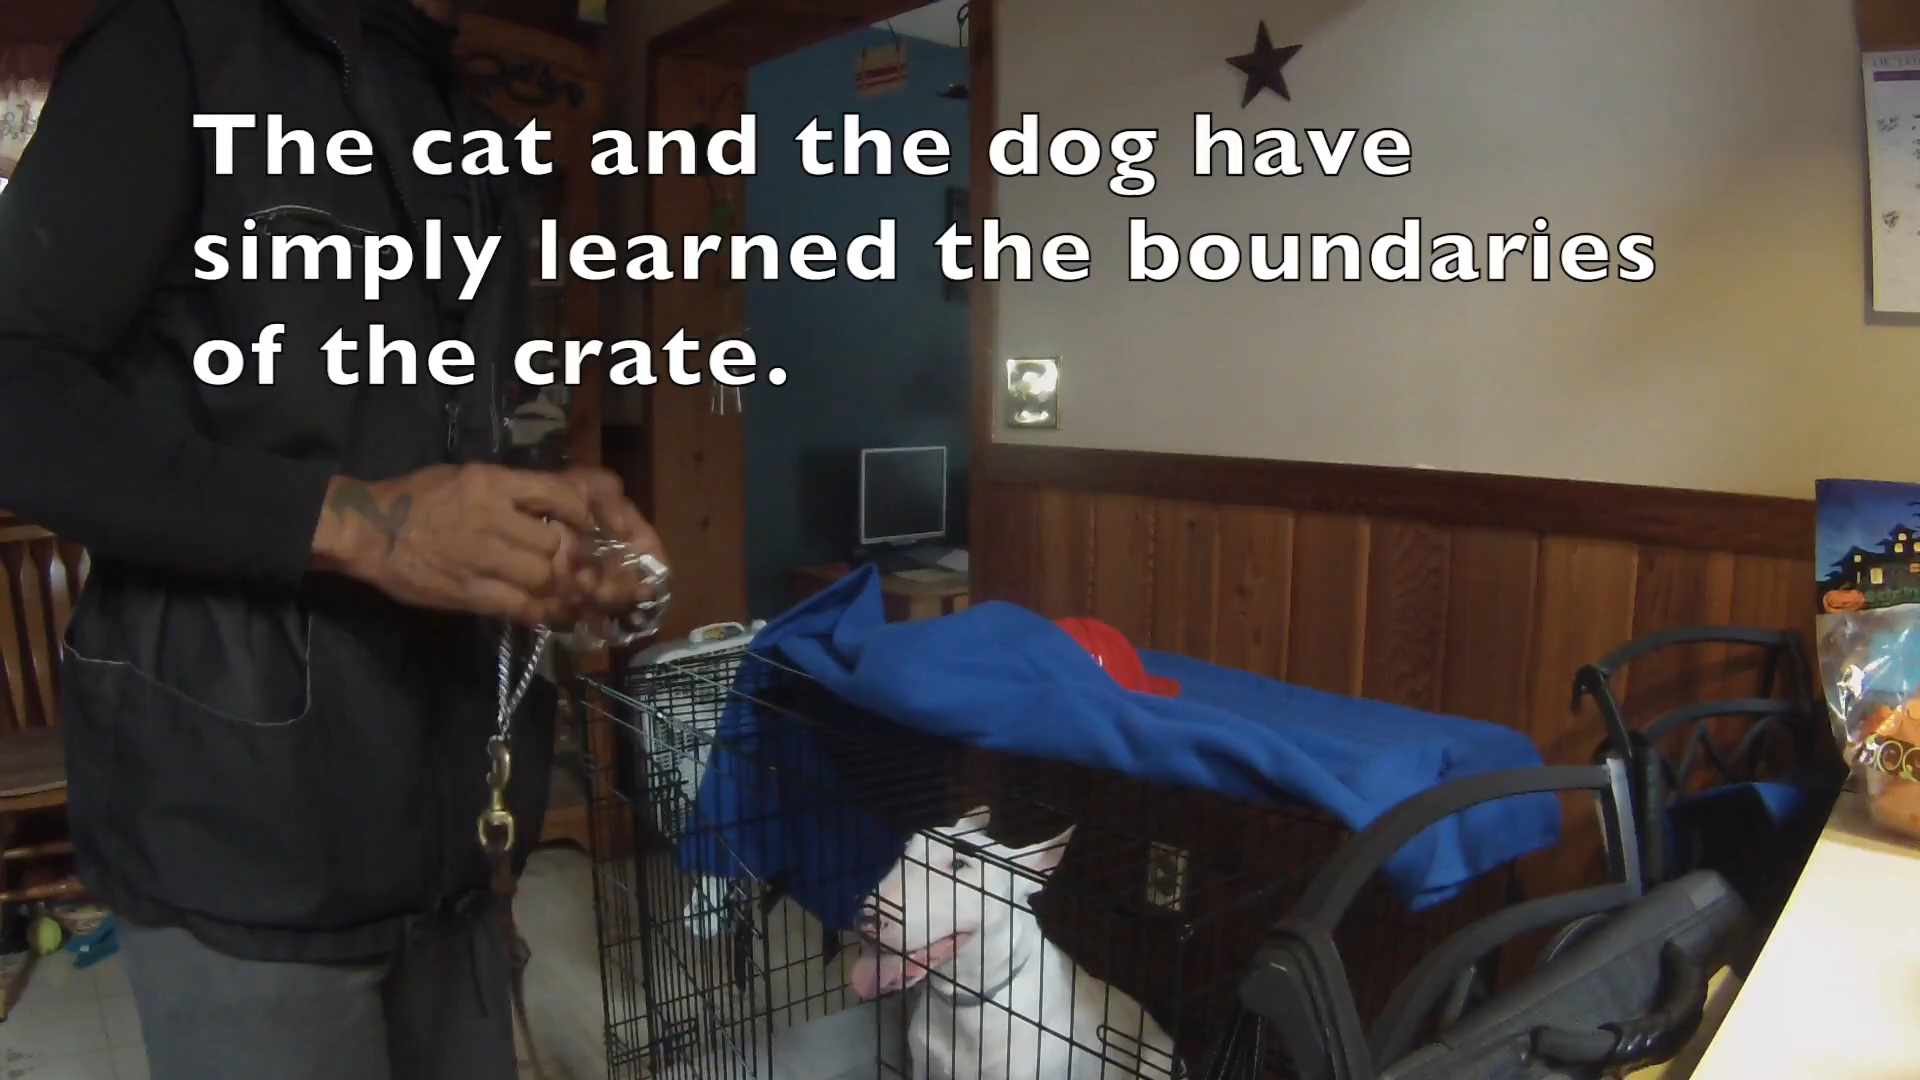 The cat and the dog have
simply learned the boundaries
of the crate.